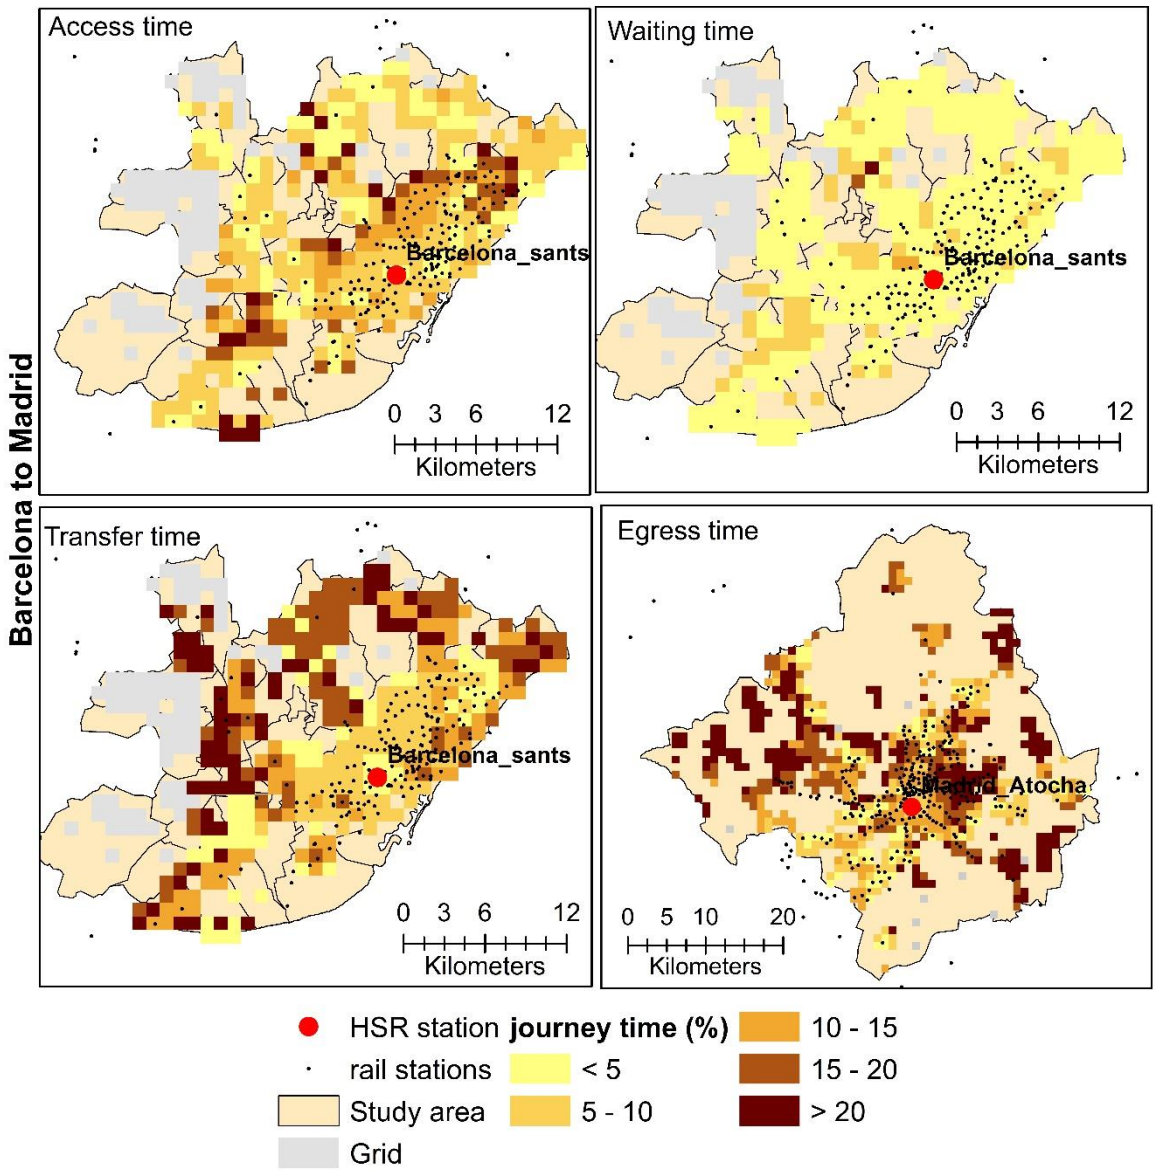 Access time
Waiting time
Barcelona_sants
Barcelona_sants
0 3 6 12
Kilometers
0 3 6 12
Kilometers
Barcelona to Madrid
Transfer time
Egress time
Barcelona_sants
Madrid_Atocha
0 3 6 12
Kilometers
0 5 10 20
Kilometers
HSR station
rail stations
Study area
Grid
journey time (%)
< 5
5 - 10
10 - 15
15 - 20
> 20